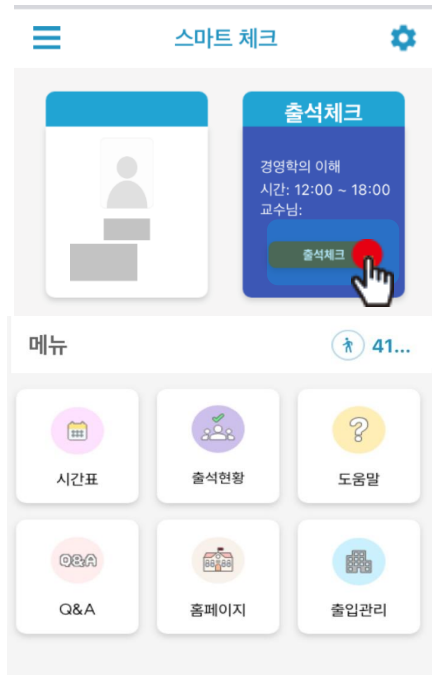 스마트 체크
출석체크
경영학의 이해
시간: 12:00 ~ 18:00
교수님:
출석체크
메뉴
41...
시간표
출석현황
도움말
Q&A
Q&A
홈페이지
출입관리